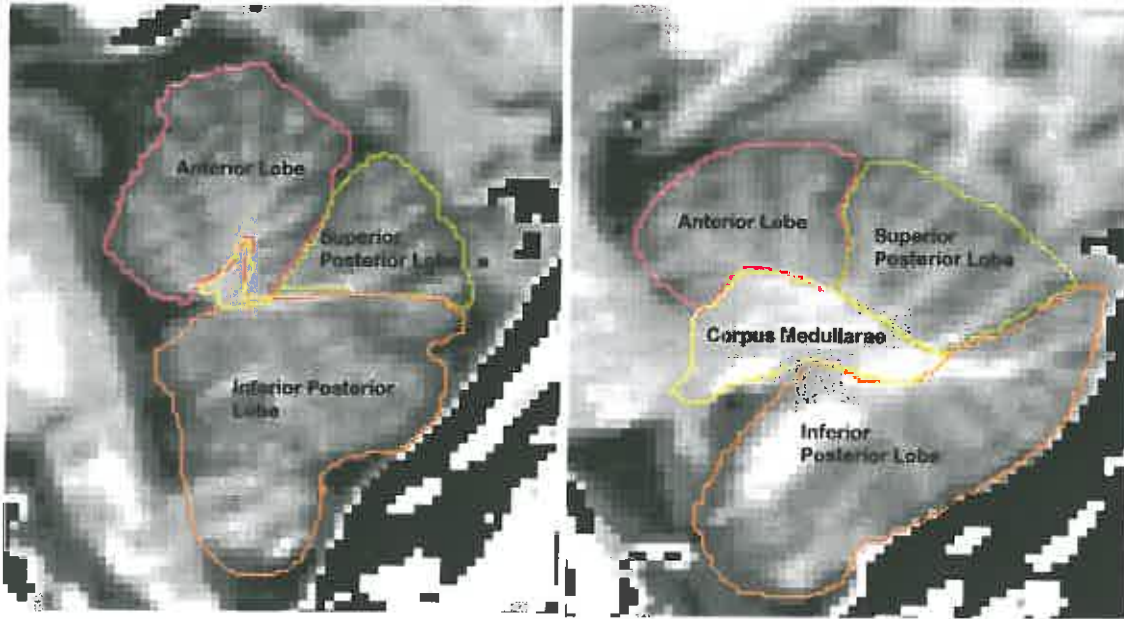 Anterior Lobe
Superior
Posterior Lobe
Inferior Posterior
Lobe
Anterior Lobe
Superior
Posterior Lobe
Corpus Medullarae
Inferior
Posterior Lobe